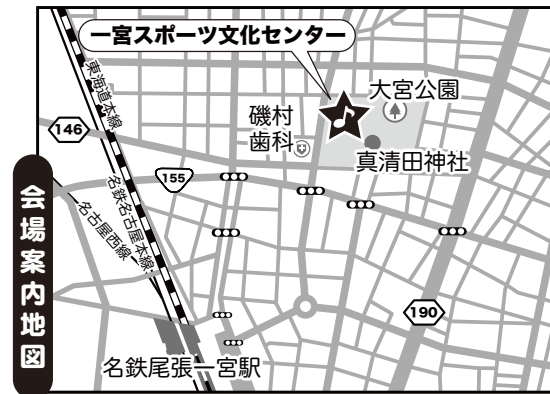 一宮スポーツ文化センター
東海道本線
大宮公園
146
磯村
歯科
真清田神社
155
名鉄名古屋本線
名古屋西線
会場案内地図
190
名鉄尾張一宮駅